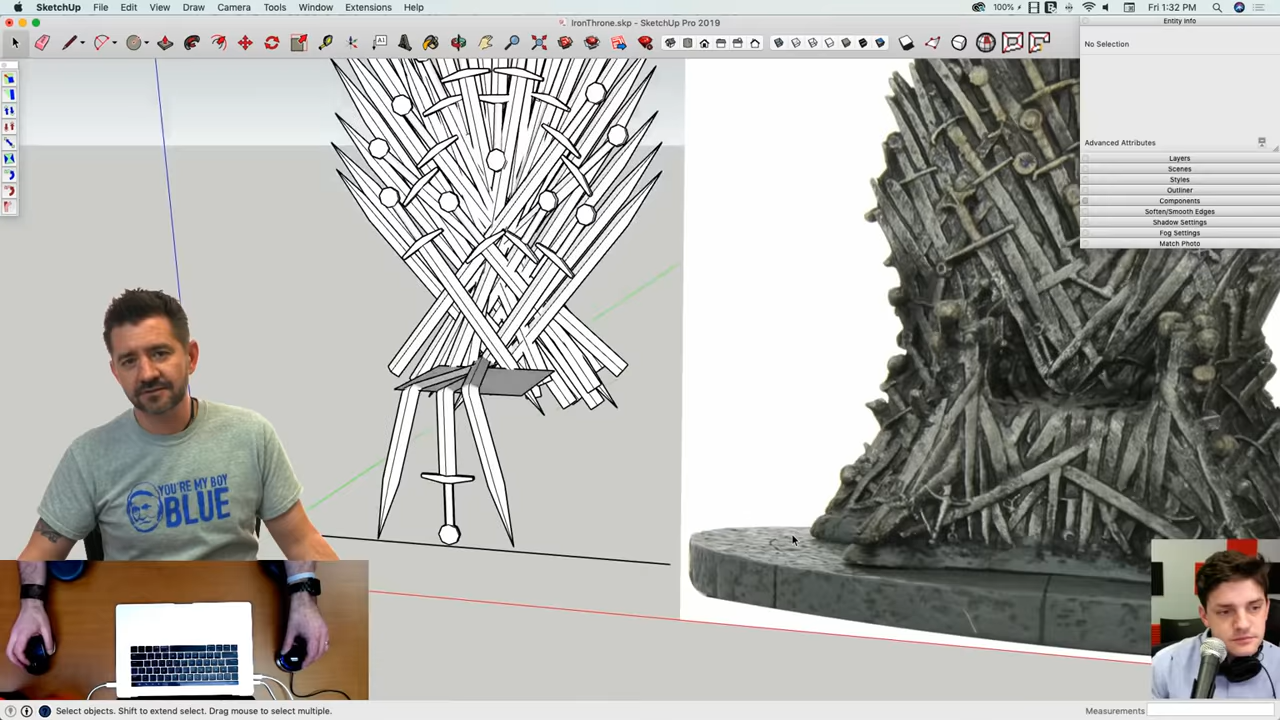 SketchUp File Edit View Draw Camera Tools Window Extensions Help
100% Fri 1:32 PM
IronThrone.skp - SketchUp Pro 2019
Entity Info
No Selection
Advanced Attributes
Layers
Scenes
Styles
Outliner
Components
Soften/Smooth Edges
Shadow Settings
Fog Settings
Match Photo
YOU'RE MY BOY
BLUE
Select objects. Shift to extend select. Drag mouse to select multiple.
Measurements